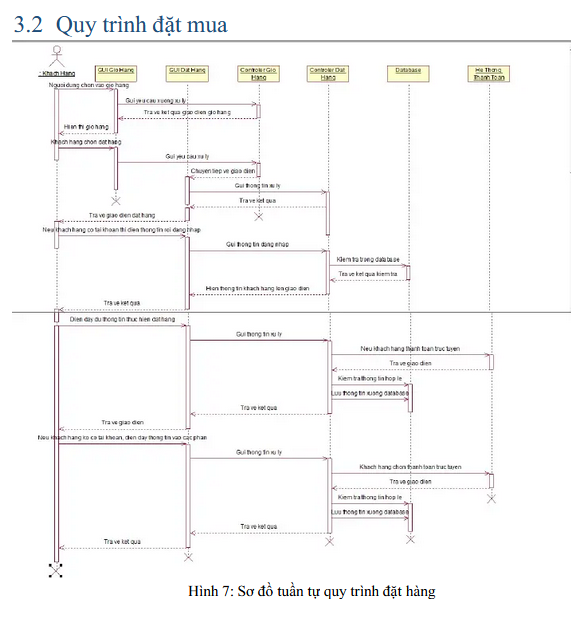 3.2 Quy trình đặt mua
: Khach Hang
GUI Gio Hang
GUI Dat Hang
Controler Gio Hang
Controler Dat Hang
Database
He Thong Thanh Toan
Nguoi dung chon vao gio hang
Gui yeu cau xuong xu ly
Tra ve ket qua giao dien gio hang
Hien thi gio hang
Khach hang chon dat hang
Gui yeu cau xu ly
Chuyen tiep ve giao dien
Gui thong tin xu ly
Tra ve ket qua
Tra ve giao dien dat hang
Neu khach hang co tai khoan thi dien thong tin roi dang nhap
Gui thong tin dang nhap
Kiem tra trong database
Tra ve ket qua kiem tra
Hien thong tin khach hang len giao dien
Tra ve ket qua
Dien day du thong tin thuc hien dat hang
Gui thong tin xu ly
Neu khach hang thanh toan truc tuyen
Tra ve giao dien
Kiem tra thong tin hop le
Luu thong tin xuong database
Tra ve ket qua
Tra ve giao dien
Neu khach hang ko co tai khoan, dien day thong tin vao cac phan
Gui thong tin xu ly
Khach hang chon thanh toan truc tuyen
Tra ve giao dien
Kiem tra thong tin hop le
Luu thong tin xuong database
Tra ve ket qua
Tra ve ket qua
Hình 7: Sơ đồ tuần tự quy trình đặt hàng